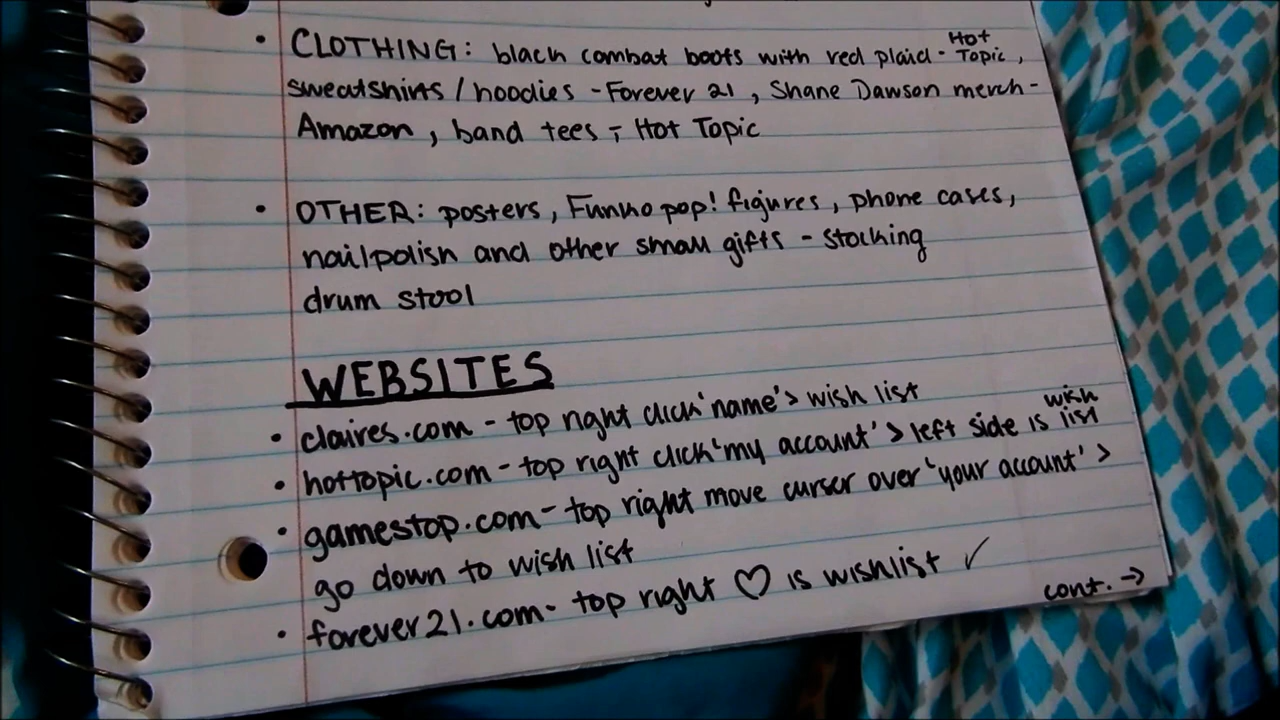 • CLOTHING: black combat boots with red plaid - Hot Topic,
sweatshirts / hoodies - Forever 21, Shane Dawson merch -
Amazon, band tees - Hot Topic
• OTHER: posters, Funko pop! figures, phone cases,
nailpolish and other small gifts - stocking
drum stool
WEBSITES
• claires.com - top right click 'name' > wish list
• hottopic.com - top right click 'my account' > left side is wish list
• gamestop.com - top right move curser over 'your account' >
go down to wish list
• forever21.com - top right ♡ is wishlist ✓
cont. →